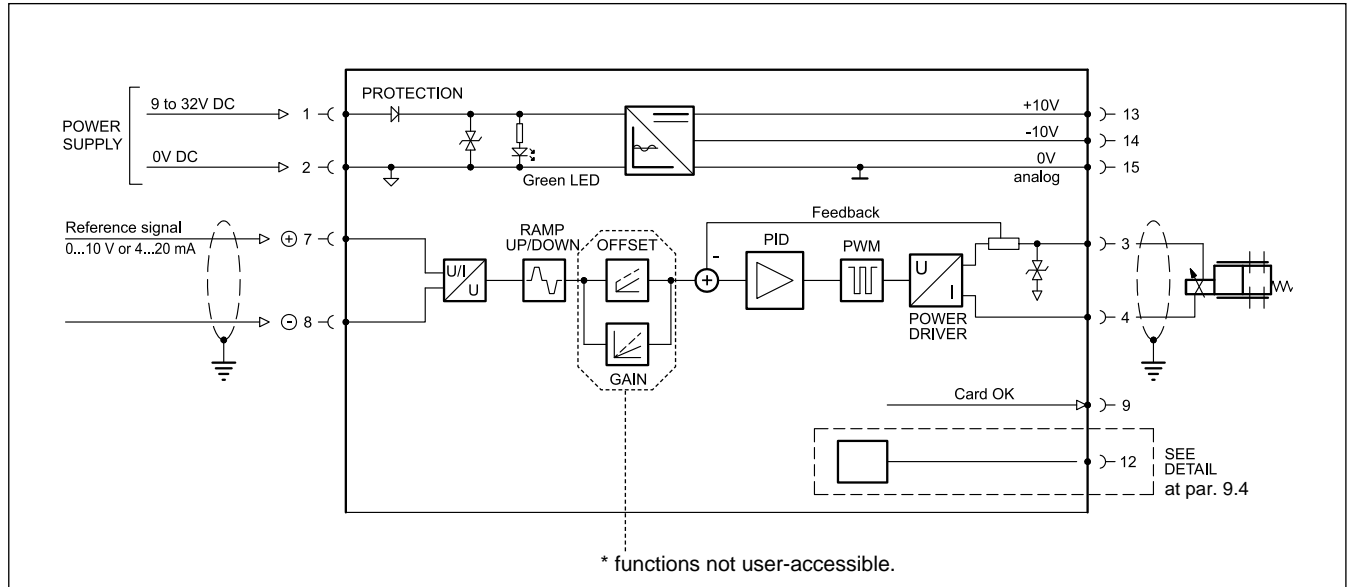 POWER
SUPPLY
9 to 32V DC
1
PROTECTION
0V DC
2
Green LED
+10V
13
-10V
14
0V
analog
15
Reference signal
0...10 V or 4...20 mA
+ 7
- 8
U/I
U
RAMP
UP/DOWN
OFFSET
GAIN
Feedback
-
+
PID
PWM
U
I
POWER
DRIVER
3
4
Card OK
9
12
SEE
DETAIL
at par. 9.4
* functions not user-accessible.